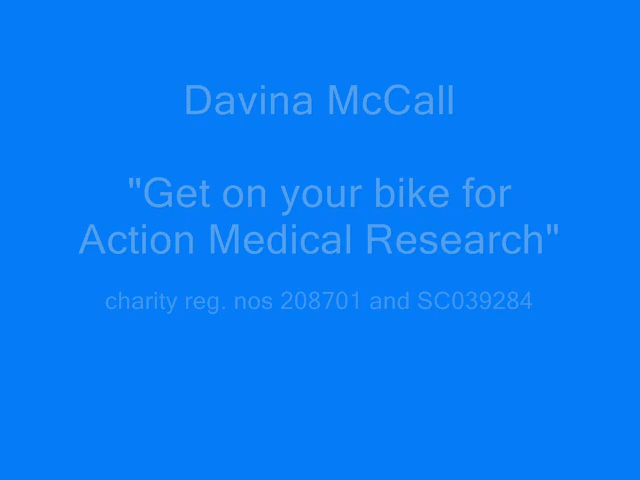 Davina McCall
"Get on your bike for
Action Medical Research"
charity reg. nos 208701 and SC039284